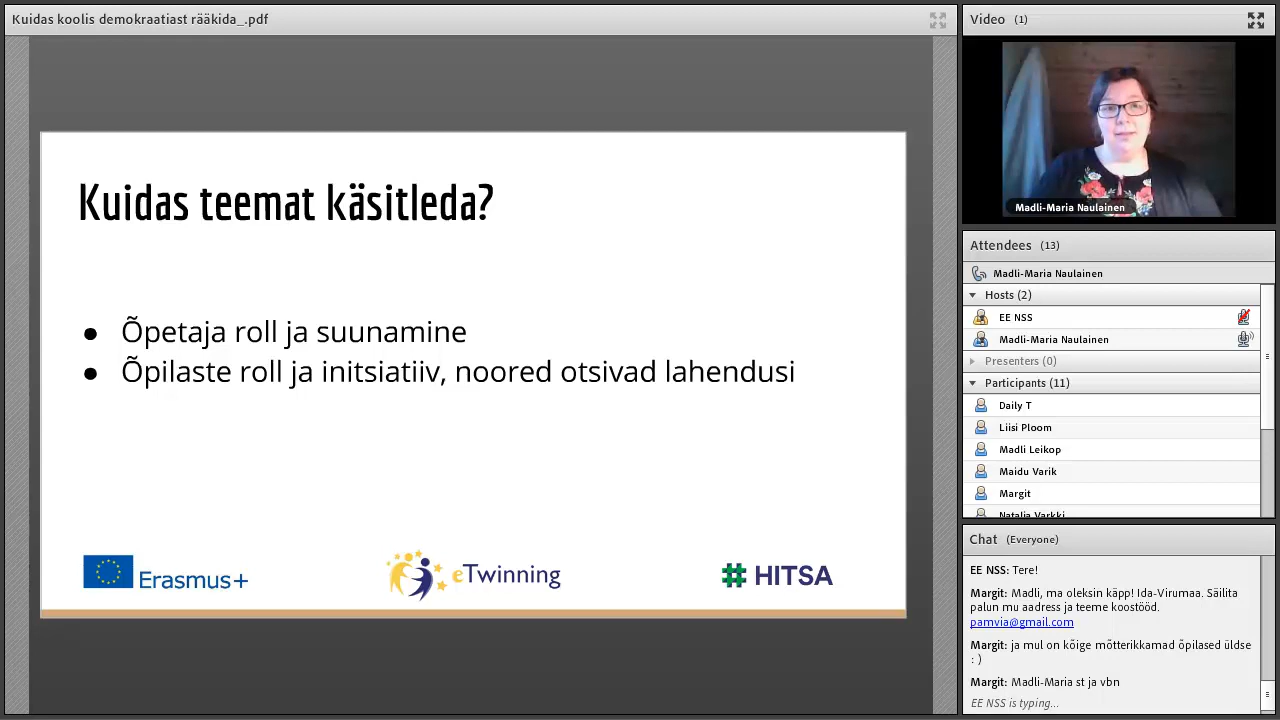 Kuidas koolis demokraatiast rääkida_.pdf
Kuidas teemat käsitleda?
● Õpetaja roll ja suunamine
● Õpilaste roll ja initsiatiiv, noored otsivad lahendusi
Erasmus+
eTwinning
HITSA
Video (1)
Madli-Maria Naulainen
Attendees (13)
Madli-Maria Naulainen
Hosts (2)
EE NSS
Madli-Maria Naulainen
Presenters (0)
Participants (11)
Daily T
Liisi Ploom
Madli Leikop
Maidu Varik
Margit
Natalja Varkki
Chat (Everyone)
EE NSS: Tere!
Margit: Madli, ma oleksin käpp! Ida-Virumaa. Säilita
palun mu aadress ja teeme koostööd.
pamvia@gmail.com
Margit: ja mul on kõige mõtterikkamad õpilased üldse
: )
Margit: Madli-Maria st ja vbn
EE NSS is typing...